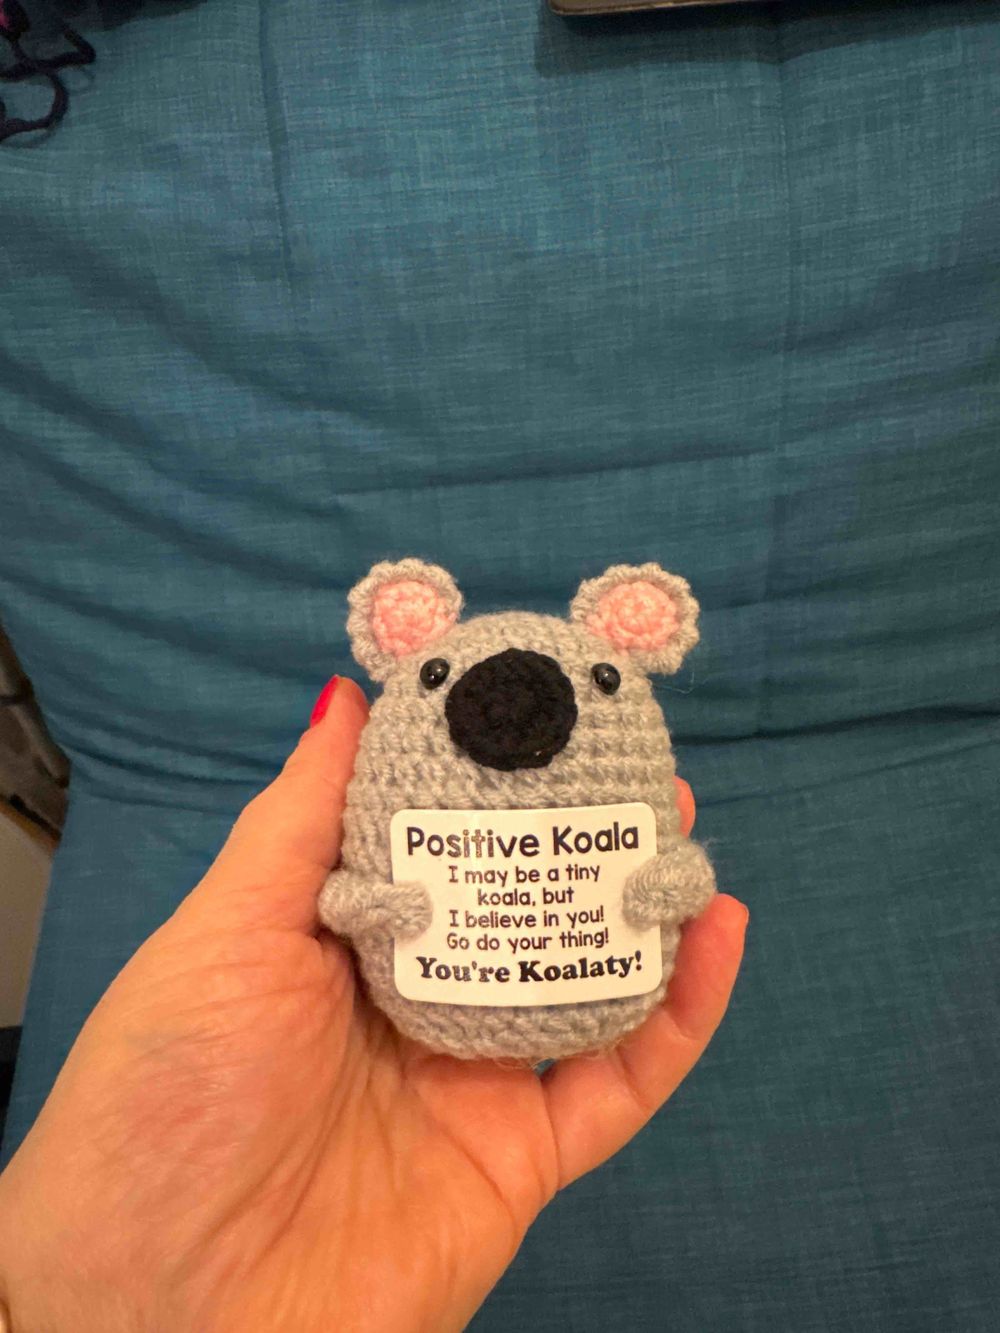 Positive Koala
I may be a tiny
koala, but
I believe in you!
Go do your thing!
You're Koalaty!